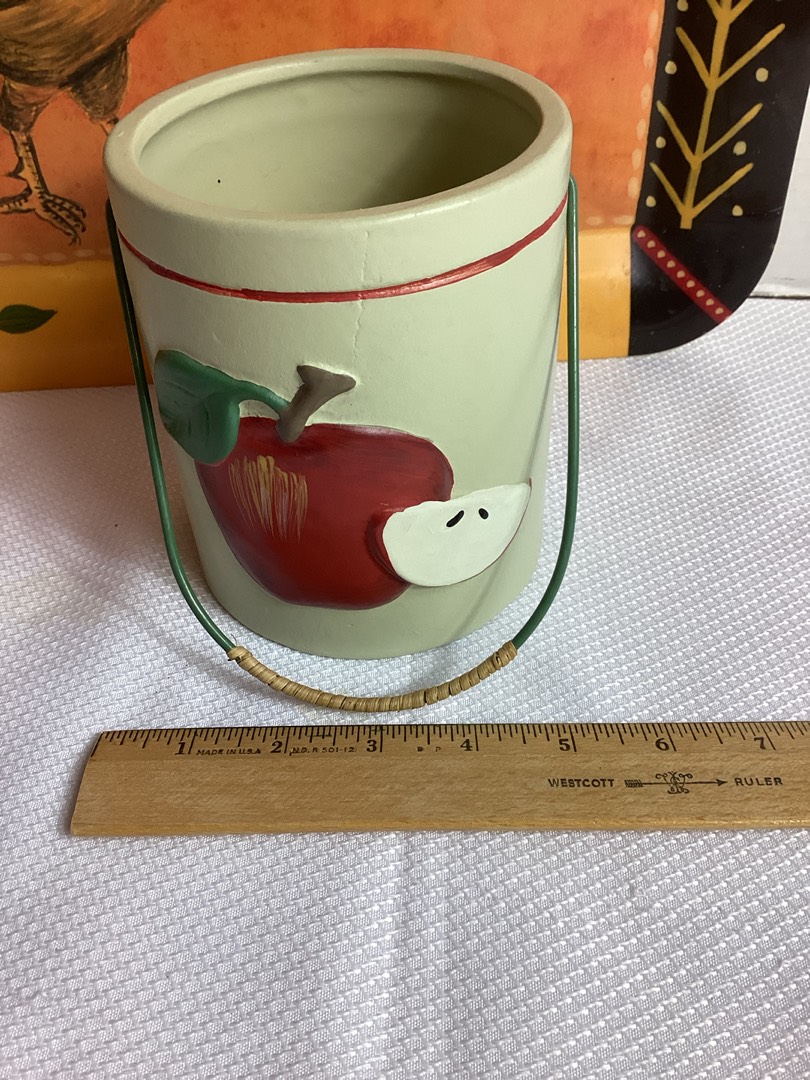 1 2 3 4 5 6 7
MADE IN U.S.A. N.D. R 501-12 B P
WESTCOTT RULER